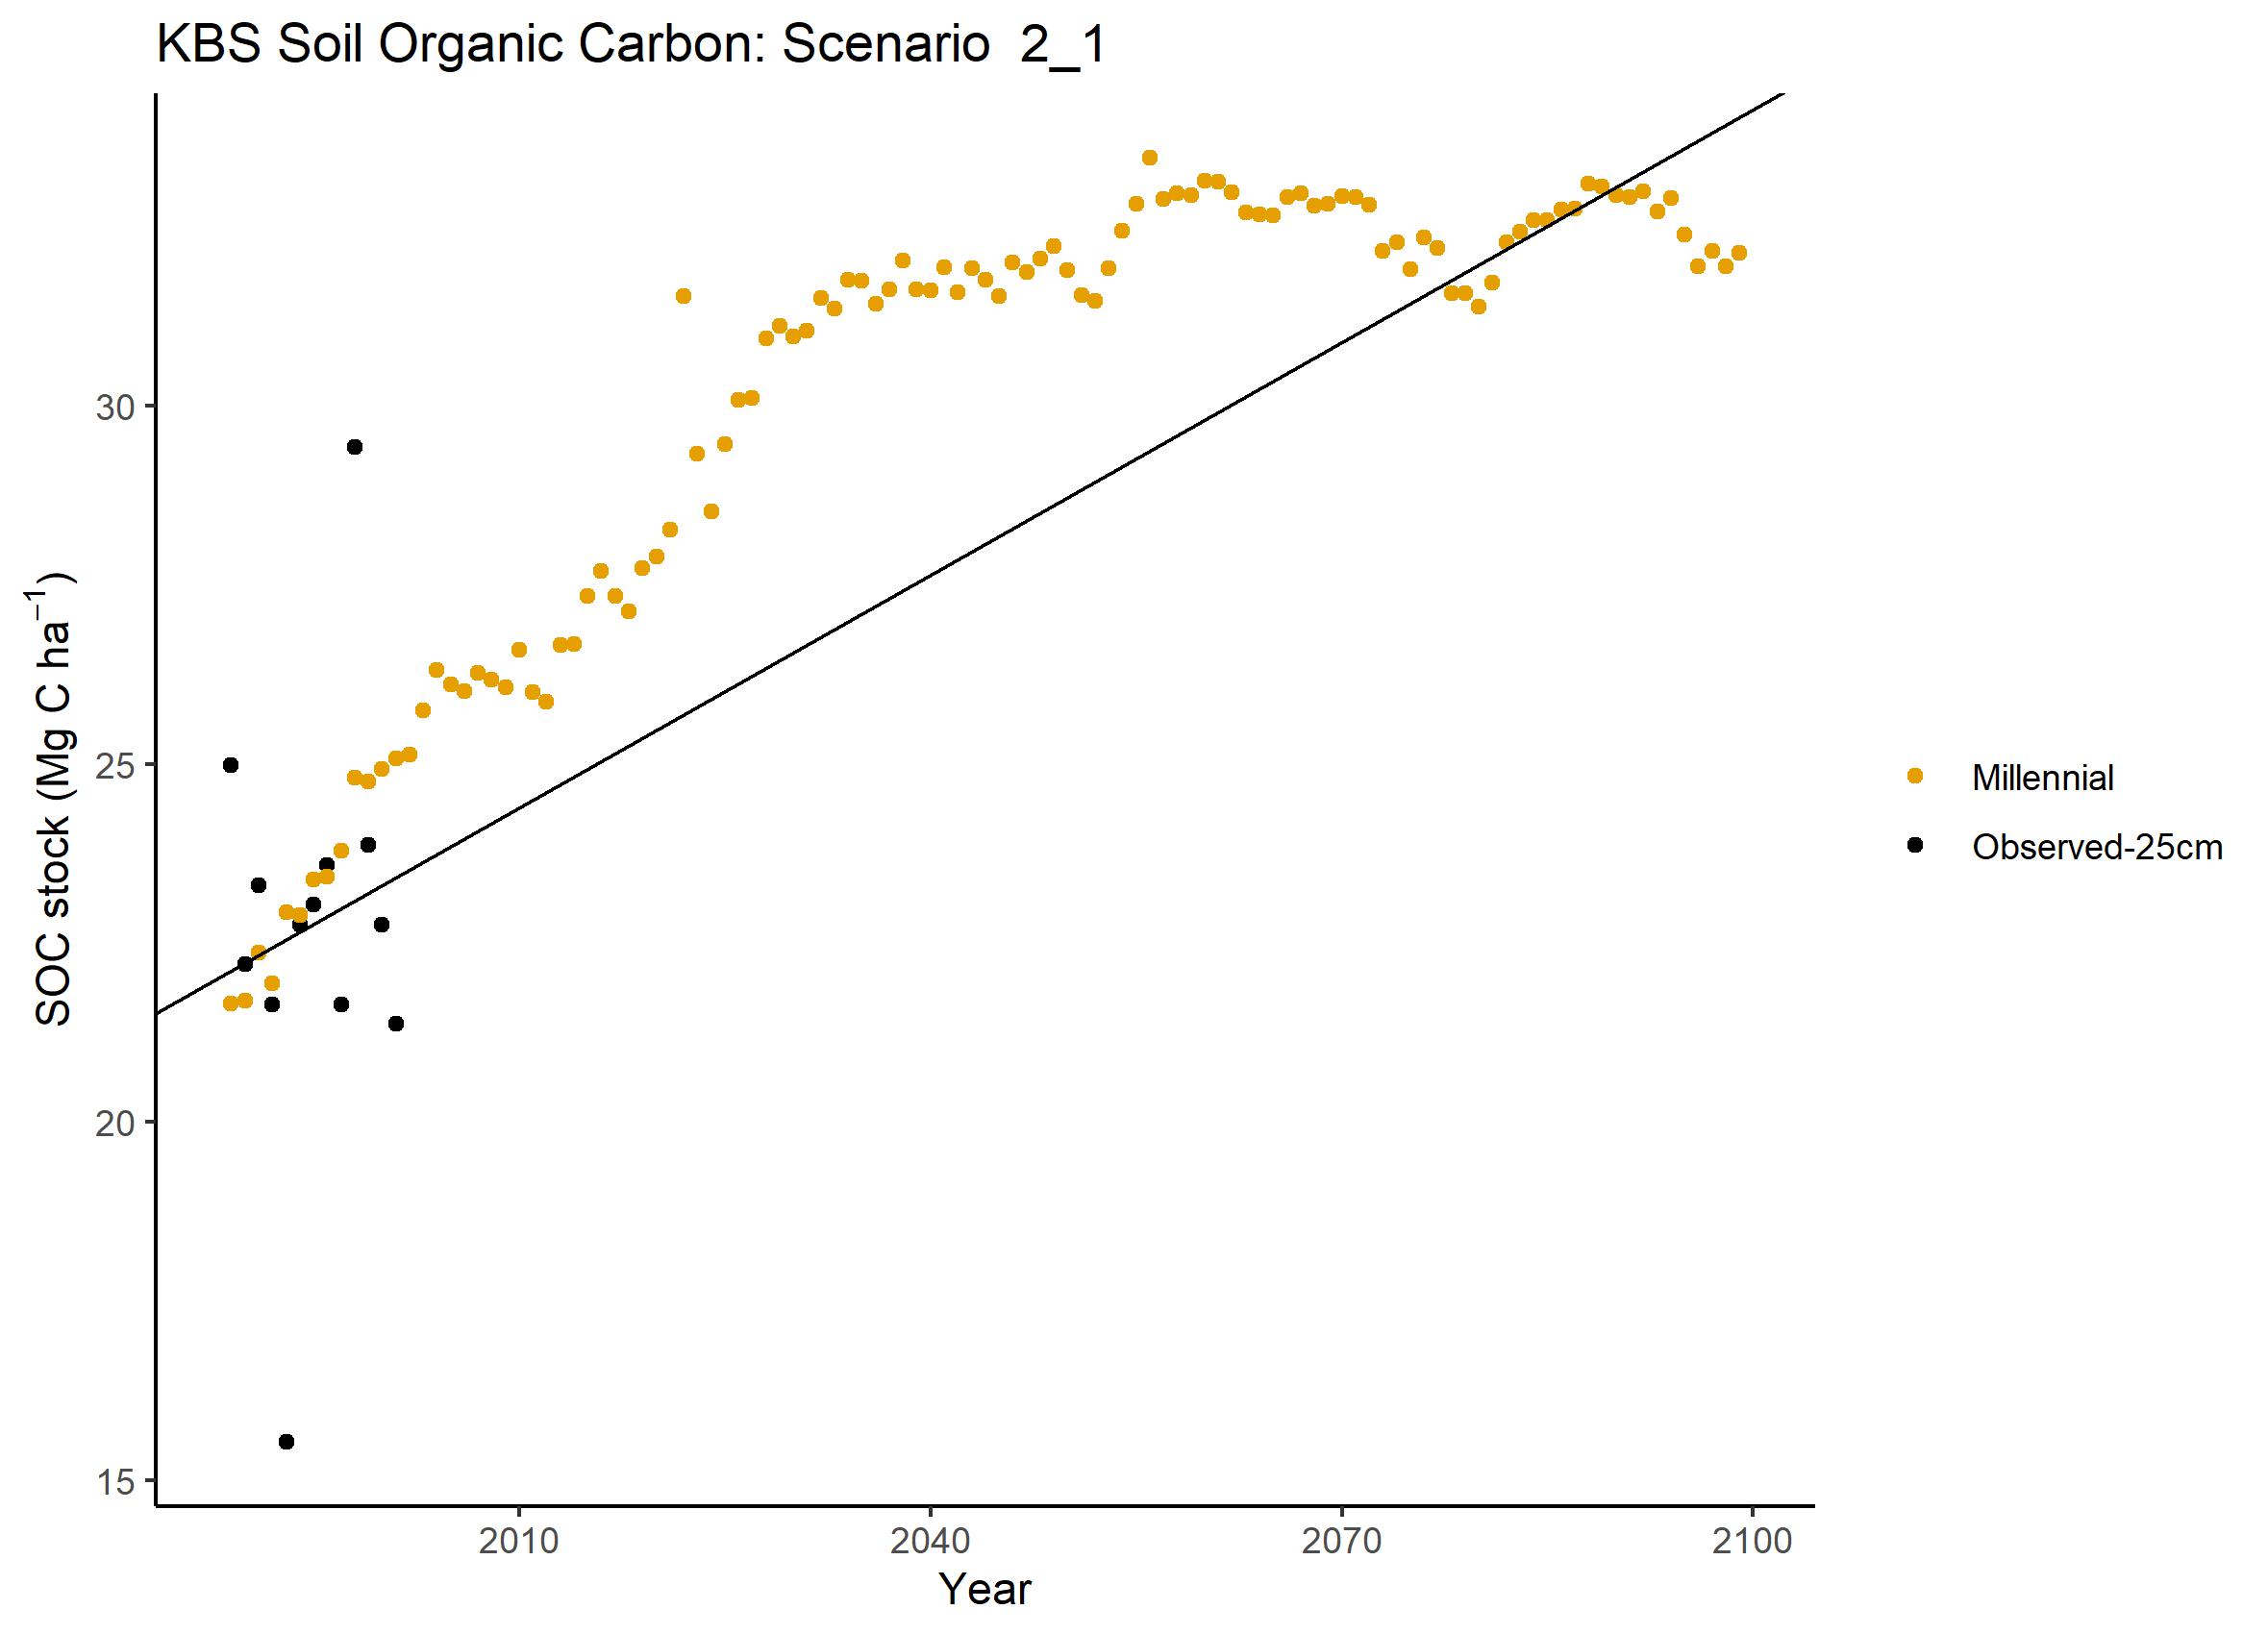 KBS Soil Organic Carbon: Scenario  2_1
SOC stock (Mg C ha⁻¹)
30
25
20
15
2010
2040
2070
2100
Year
Millennial
Observed-25cm